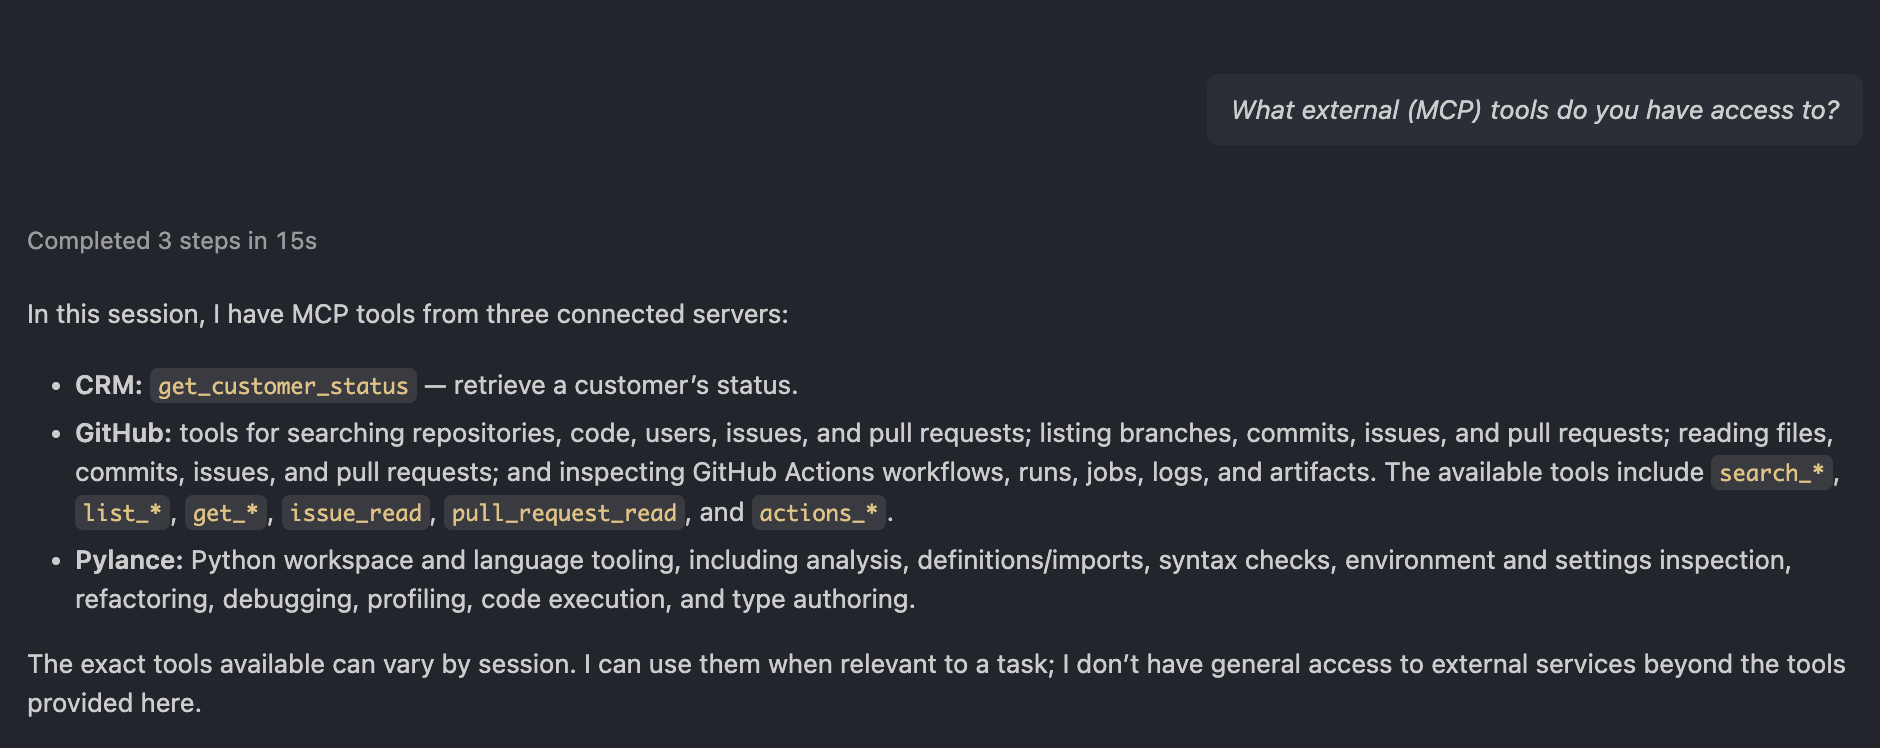 What external (MCP) tools do you have access to?
Completed 3 steps in 15s
In this session, I have MCP tools from three connected servers:
• CRM: get_customer_status — retrieve a customer’s status.
• GitHub: tools for searching repositories, code, users, issues, and pull requests; listing branches, commits, issues, and pull requests; reading files,
commits, issues, and pull requests; and inspecting GitHub Actions workflows, runs, jobs, logs, and artifacts. The available tools include search_*,
list_*, get_*, issue_read, pull_request_read, and actions_*.
• Pylance: Python workspace and language tooling, including analysis, definitions/imports, syntax checks, environment and settings inspection,
refactoring, debugging, profiling, code execution, and type authoring.
The exact tools available can vary by session. I can use them when relevant to a task; I don’t have general access to external services beyond the tools
provided here.